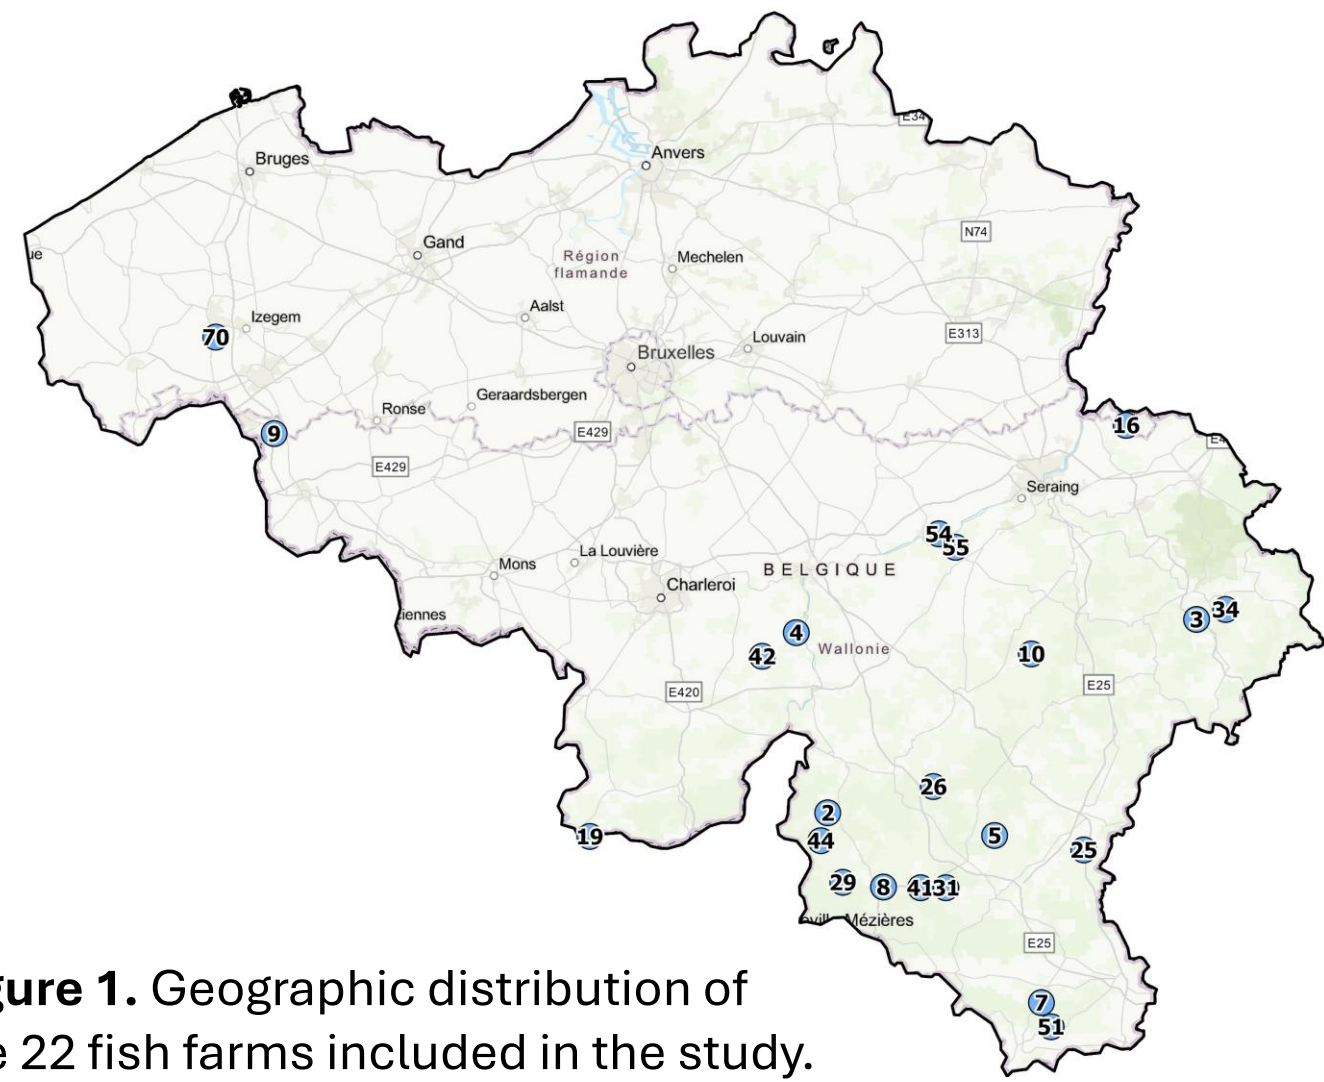 E34
Anvers
Bruges
N74
Gand
Région
flamande
Mechelen
ue
Aalst
Izegem
70
E313
Louvain
Bruxelles
Geraardsbergen
Ronse
9
E429
16
E4
E429
Seraing
54
55
La Louvière
Mons
BELGIQUE
Charleroi
iennes
34
3
4
Wallonie
42
10
E25
E420
26
2
19
44
5
25
29
8
41
31
Mézières
E25
7
51
gure 1. Geographic distribution of
e 22 fish farms included in the study.